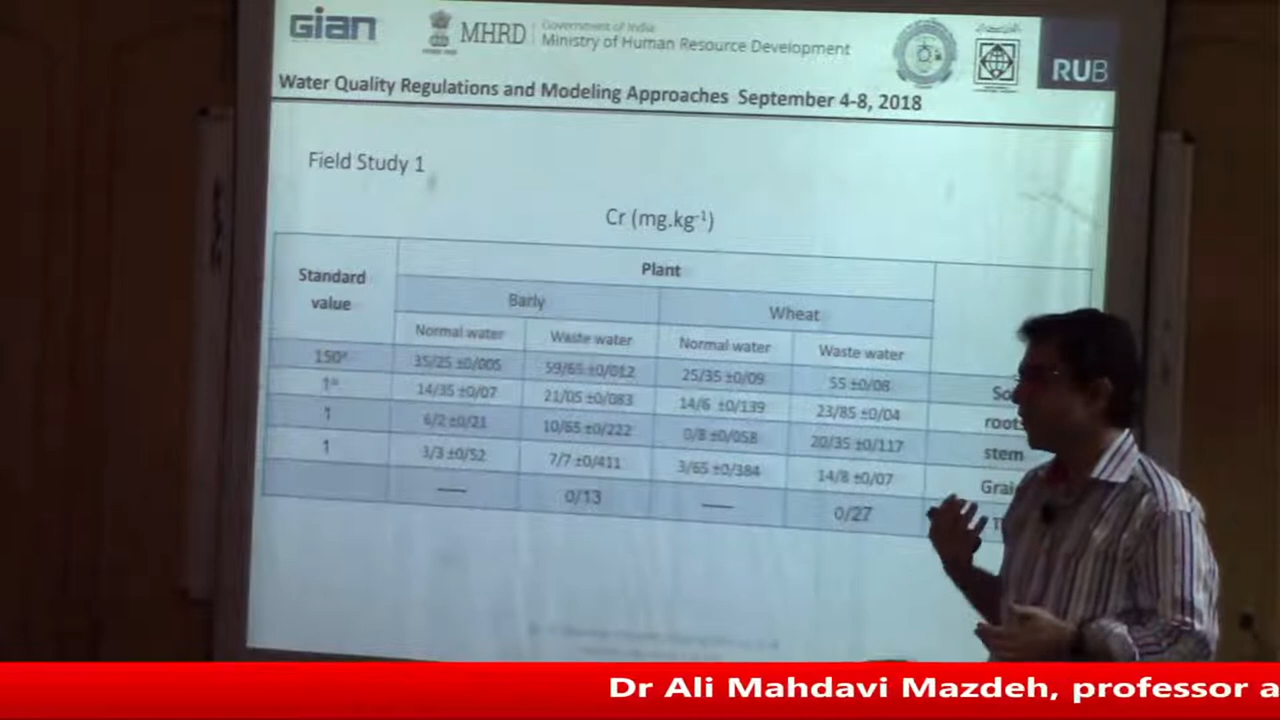 GiaN
MHRD
Government of India
Ministry of Human Resource Development
RUB
Water Quality Regulations and Modeling Approaches September 4-8, 2018
Field Study 1
Cr (mg.kg-1)
Standard value
Plant
Barly
Wheat
Normal water
Waste water
Normal water
Waste water
150ᵃ 35/25 ±0/005 59/65 ±0/012 25/35 ±0/09 55 ±0/08
14/35 ±0/07 21/05 ±0/083 14/6 ±0/139 23/85 ±0/04 roots
1 6/2 ±0/21 10/65 ±0/222 0/8 ±0/058 20/35 ±0/117 stem
1 3/3 ±0/52 7/7 ±0/411 3/65 ±0/384 14/8 ±0/07
— 0/13 — 0/27
Dr Ali Mahdavi Mazdeh, professor a